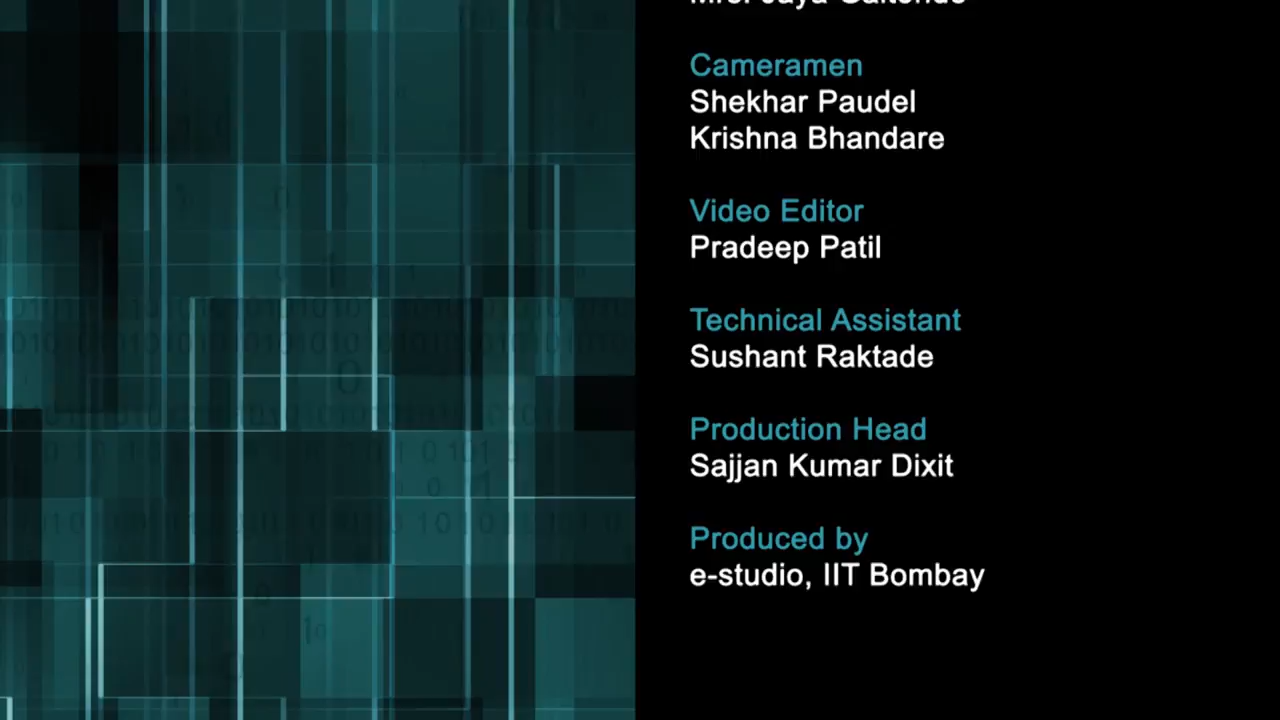 Cameramen
Shekhar Paudel
Krishna Bhandare
Video Editor
Pradeep Patil
Technical Assistant
Sushant Raktade
Production Head
Sajjan Kumar Dixit
Produced by
e-studio, IIT Bombay